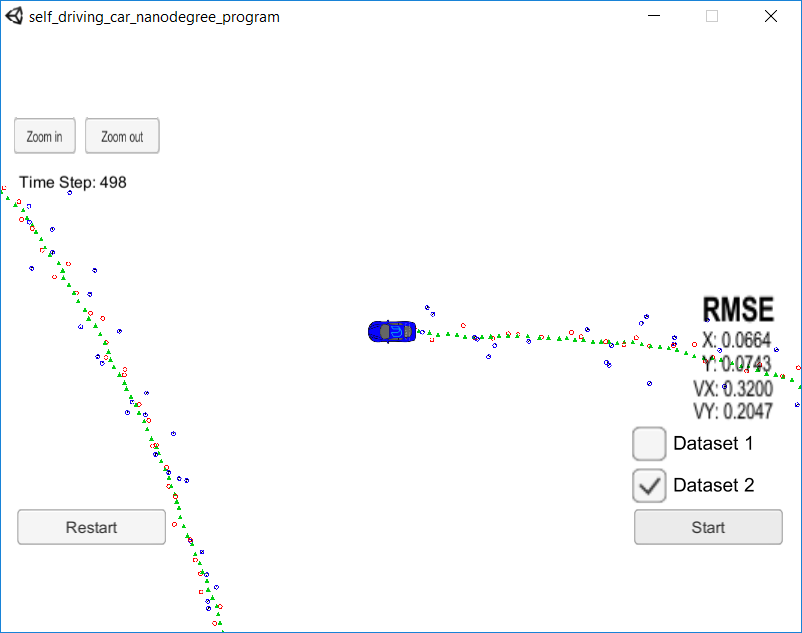 self_driving_car_nanodegree_program
Zoom in
Zoom out
Time Step: 498
RMSE
X: 0.0664
Y: 0.0743
VX: 0.3200
VY: 0.2047
Dataset 1
Dataset 2
Restart
Start